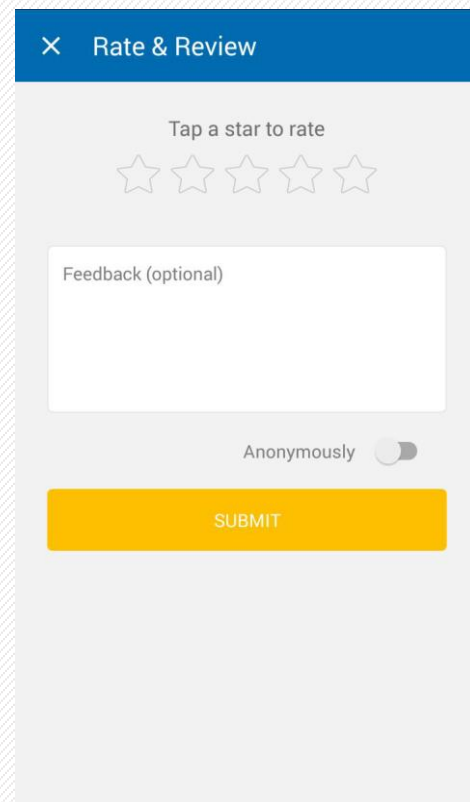 Rate & Review
Tap a star to rate
Feedback (optional)
Anonymously
SUBMIT